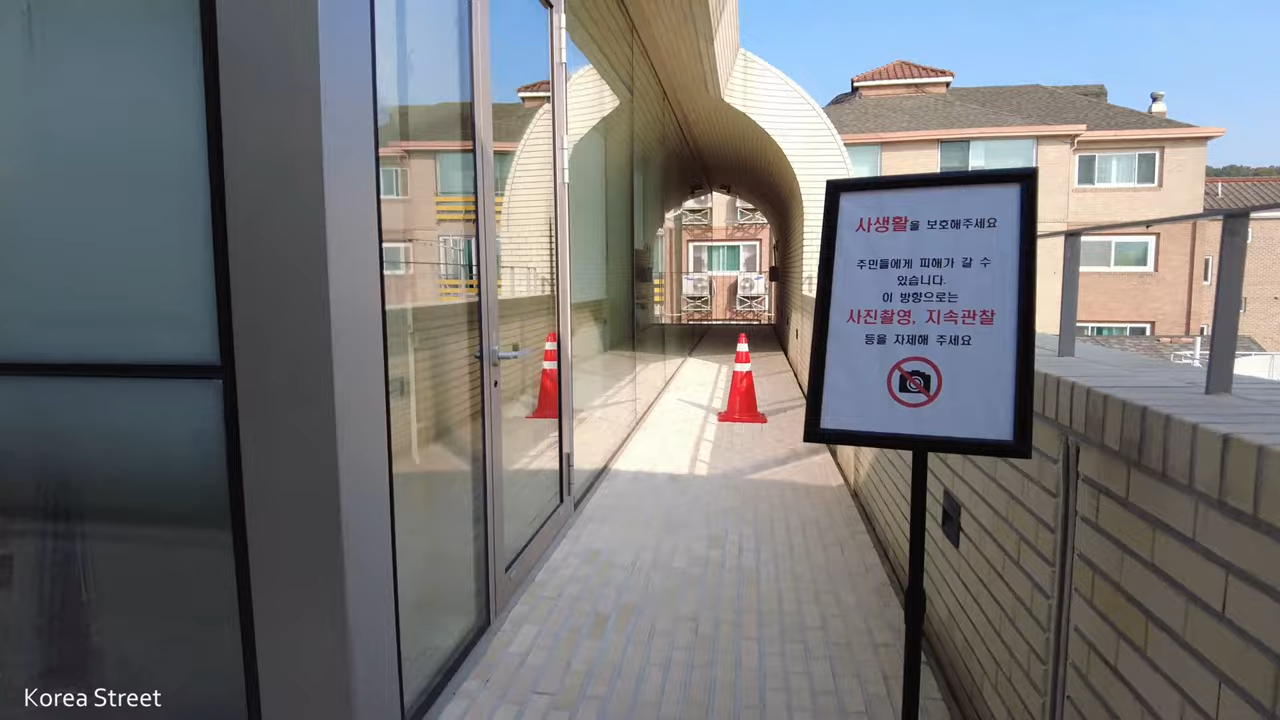 사생활을 보호해주세요
주민들에게 피해가 갈 수
있습니다.
이 방향으로는
사진촬영, 지속관찰
등을 자제해 주세요
Korea Street